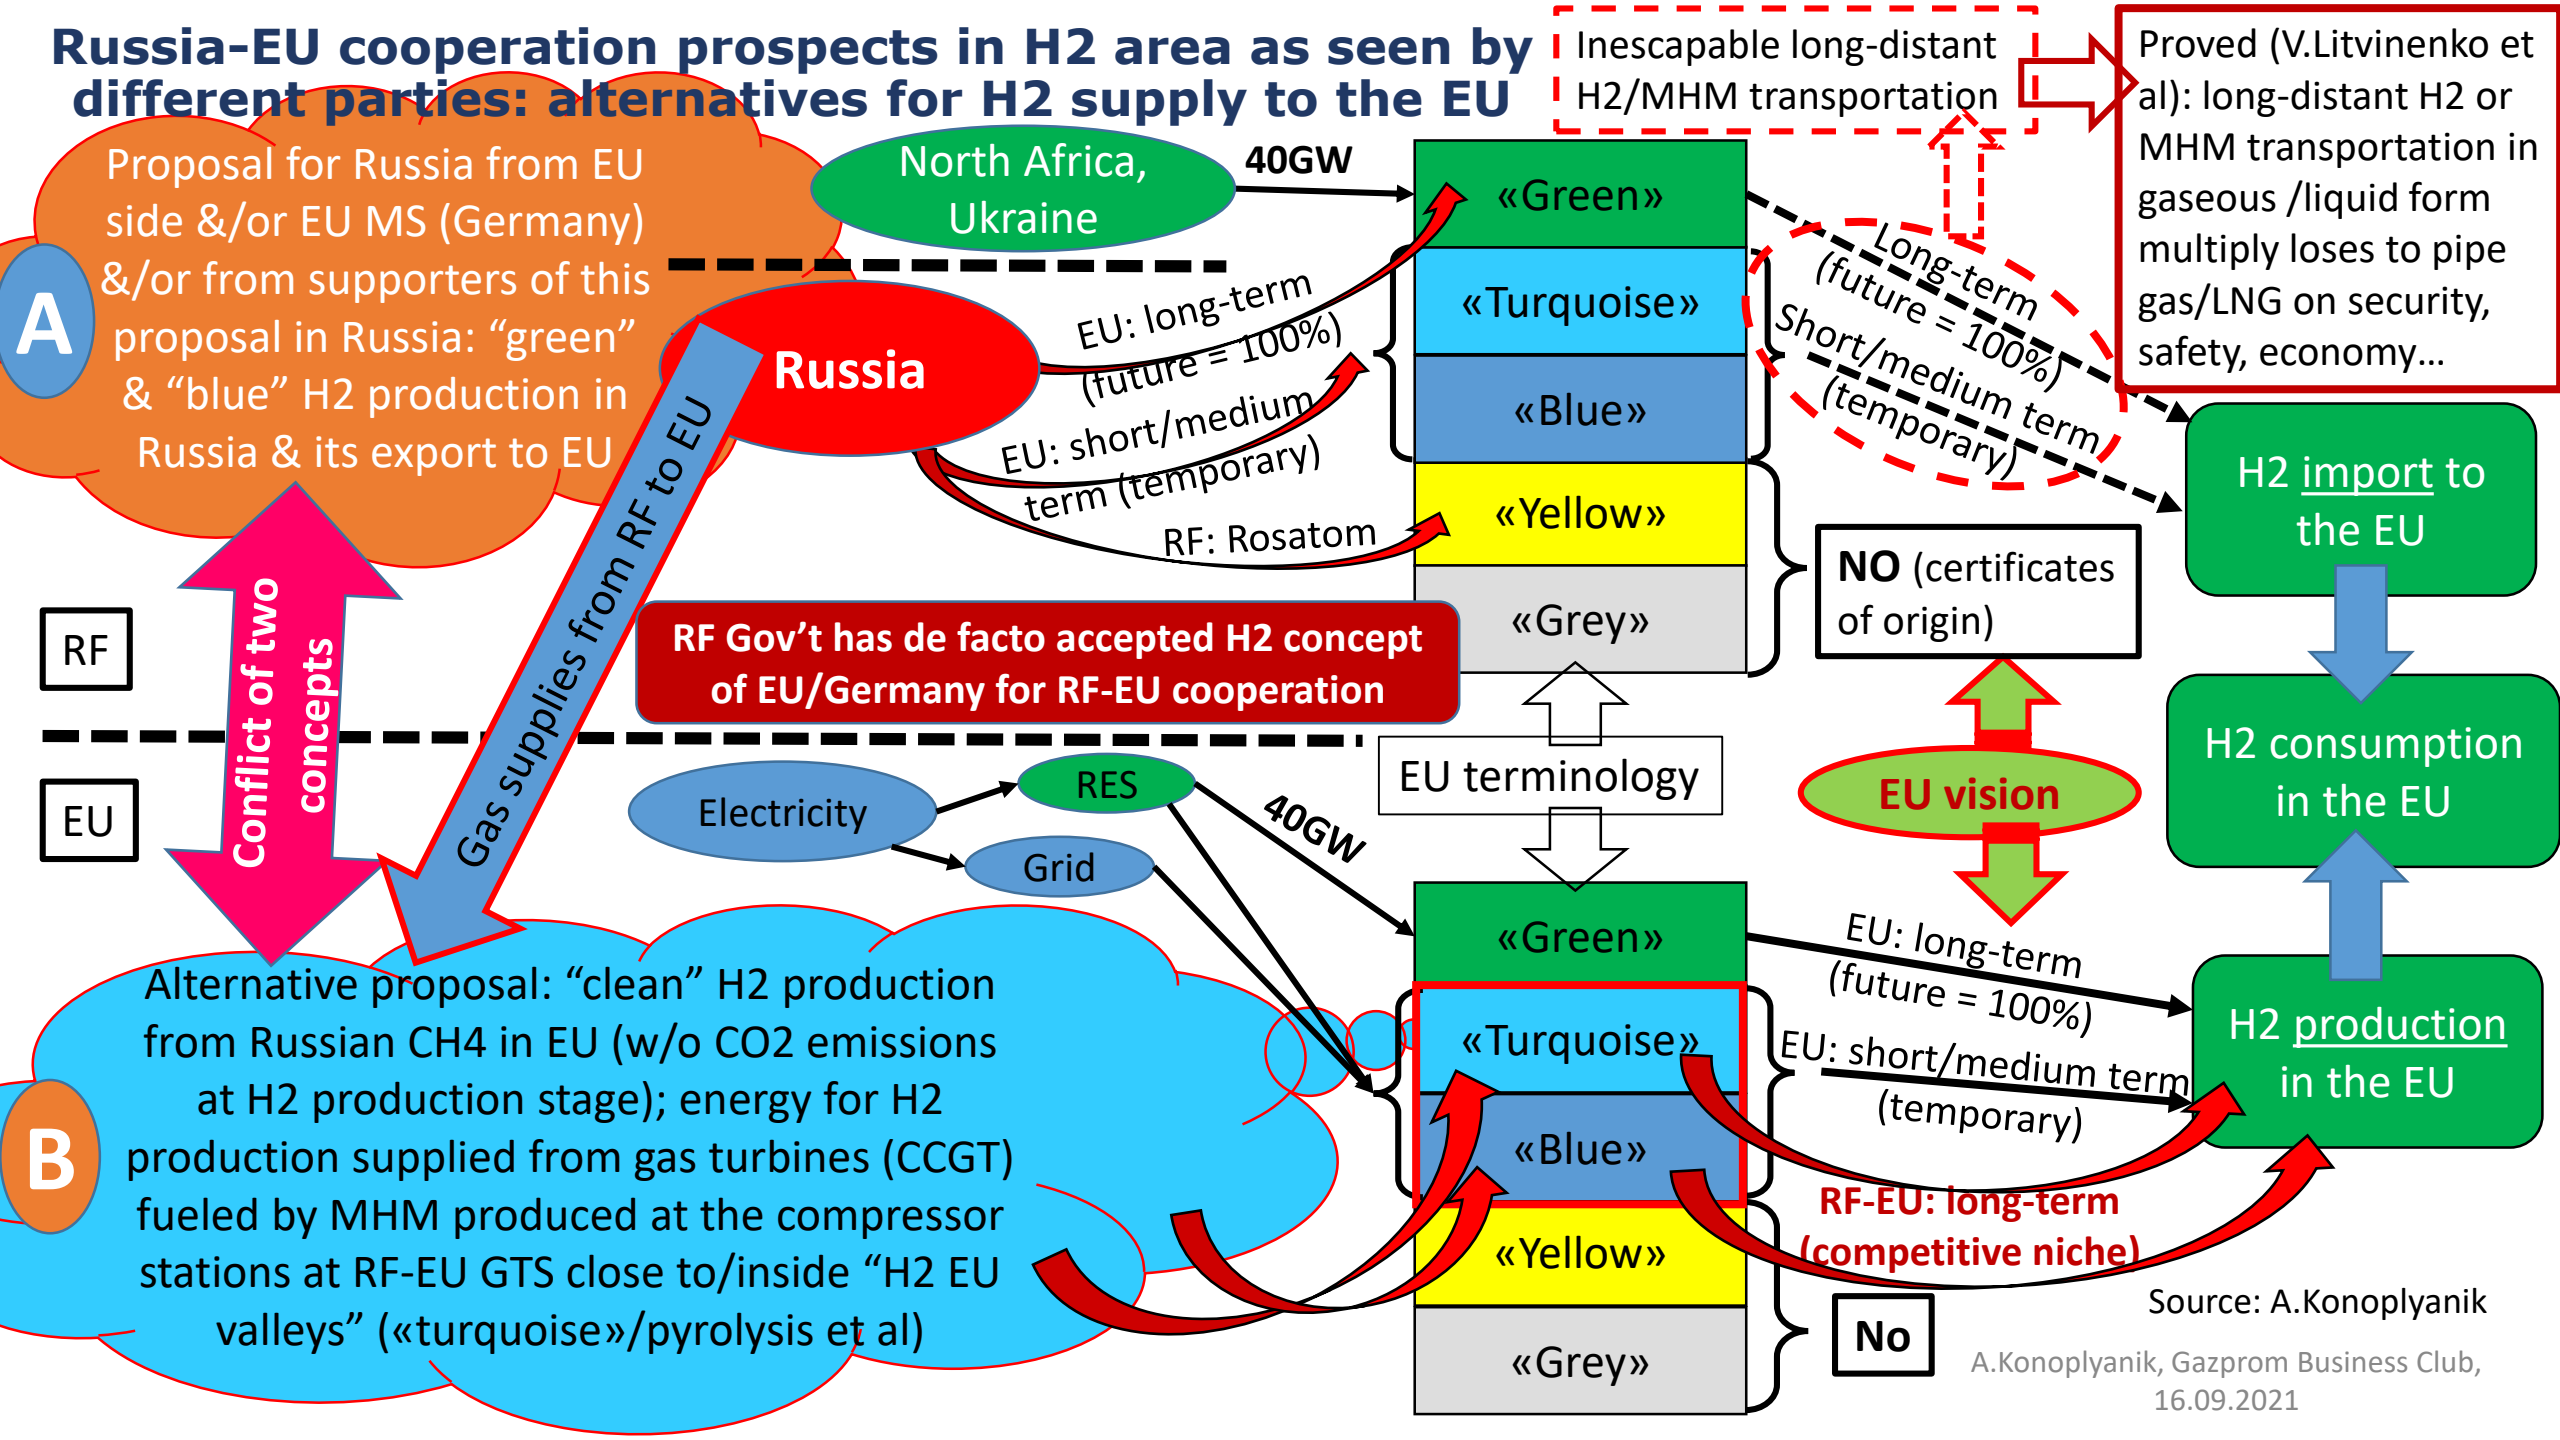 Russia-EU cooperation prospects in H2 area as seen by
different parties: alternatives for H2 supply to the EU
Inescapable long-distant
H2/MHM transportation
Proved (V.Litvinenko et
al): long-distant H2 or
MHM transportation in
gaseous /liquid form
multiply loses to pipe
gas/LNG on security,
safety, economy...
A
Proposal for Russia from EU
side &/or EU MS (Germany)
&/or from supporters of this
proposal in Russia: “green”
& “blue” H2 production in
Russia & its export to EU
North Africa,
Ukraine
40GW
Russia
EU: long-term
(future = 100%)
EU: short/medium
term (temporary)
RF: Rosatom
«Green»
«Turquoise»
«Blue»
«Yellow»
«Grey»
Long-term
(future = 100%)
Short/medium term
(temporary)
NO (certificates
of origin)
H2 import to
the EU
Gas supplies from RF to EU
Conflict of two
concepts
RF
EU
RF Gov’t has de facto accepted H2 concept
of EU/Germany for RF-EU cooperation
EU terminology
EU vision
H2 consumption
in the EU
Electricity
RES
Grid
40GW
B
Alternative proposal: “clean” H2 production
from Russian CH4 in EU (w/o CO2 emissions
at H2 production stage); energy for H2
production supplied from gas turbines (CCGT)
fueled by MHM produced at the compressor
stations at RF-EU GTS close to/inside “H2 EU
valleys” («turquoise»/pyrolysis et al)
«Green»
«Turquoise»
«Blue»
«Yellow»
«Grey»
EU: long-term
(future = 100%)
EU: short/medium term
(temporary)
H2 production
in the EU
RF-EU: long-term
(competitive niche)
No
Source: A.Konoplyanik
A.Konoplyanik, Gazprom Business Club,
16.09.2021